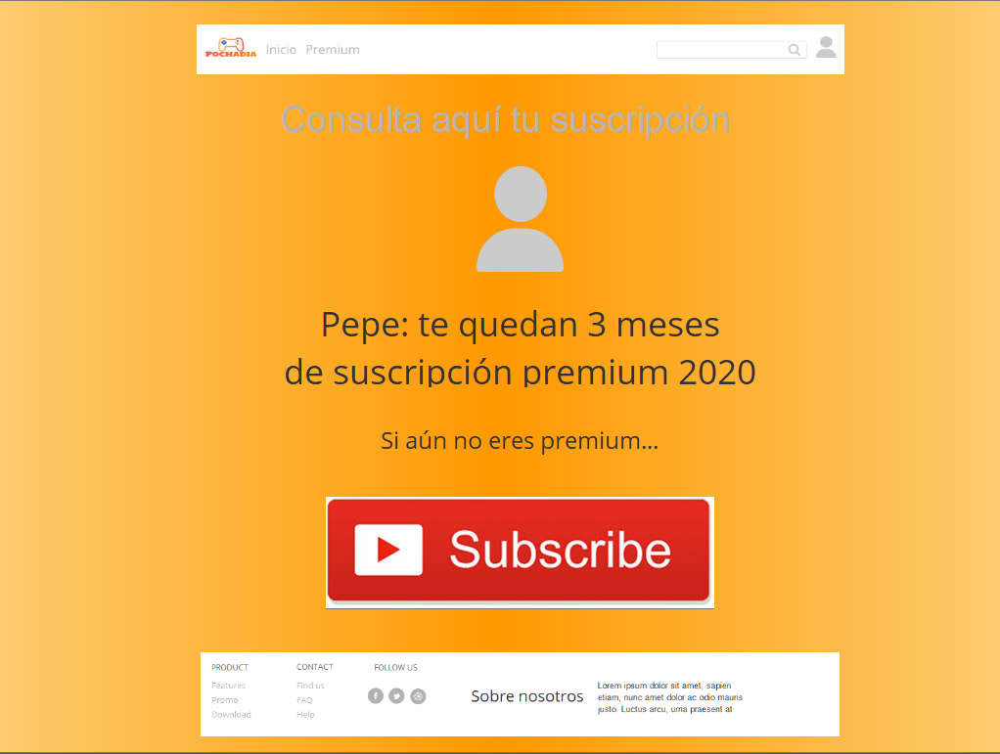 POCHADIA Inicio Premium
Consulta aquí tu suscripción
Pepe: te quedan 3 meses
de suscripción premium 2020
Si aún no eres premium...
Subscribe
PRODUCT
Features
Promo
Download
CONTACT
Find us
FAQ
Help
FOLLOW US
Sobre nosotros
Lorem ipsum dolor sit amet, sapien
etiam, nunc amet dolor ac odio mauris
justo. Luctus arcu, urna praesent at